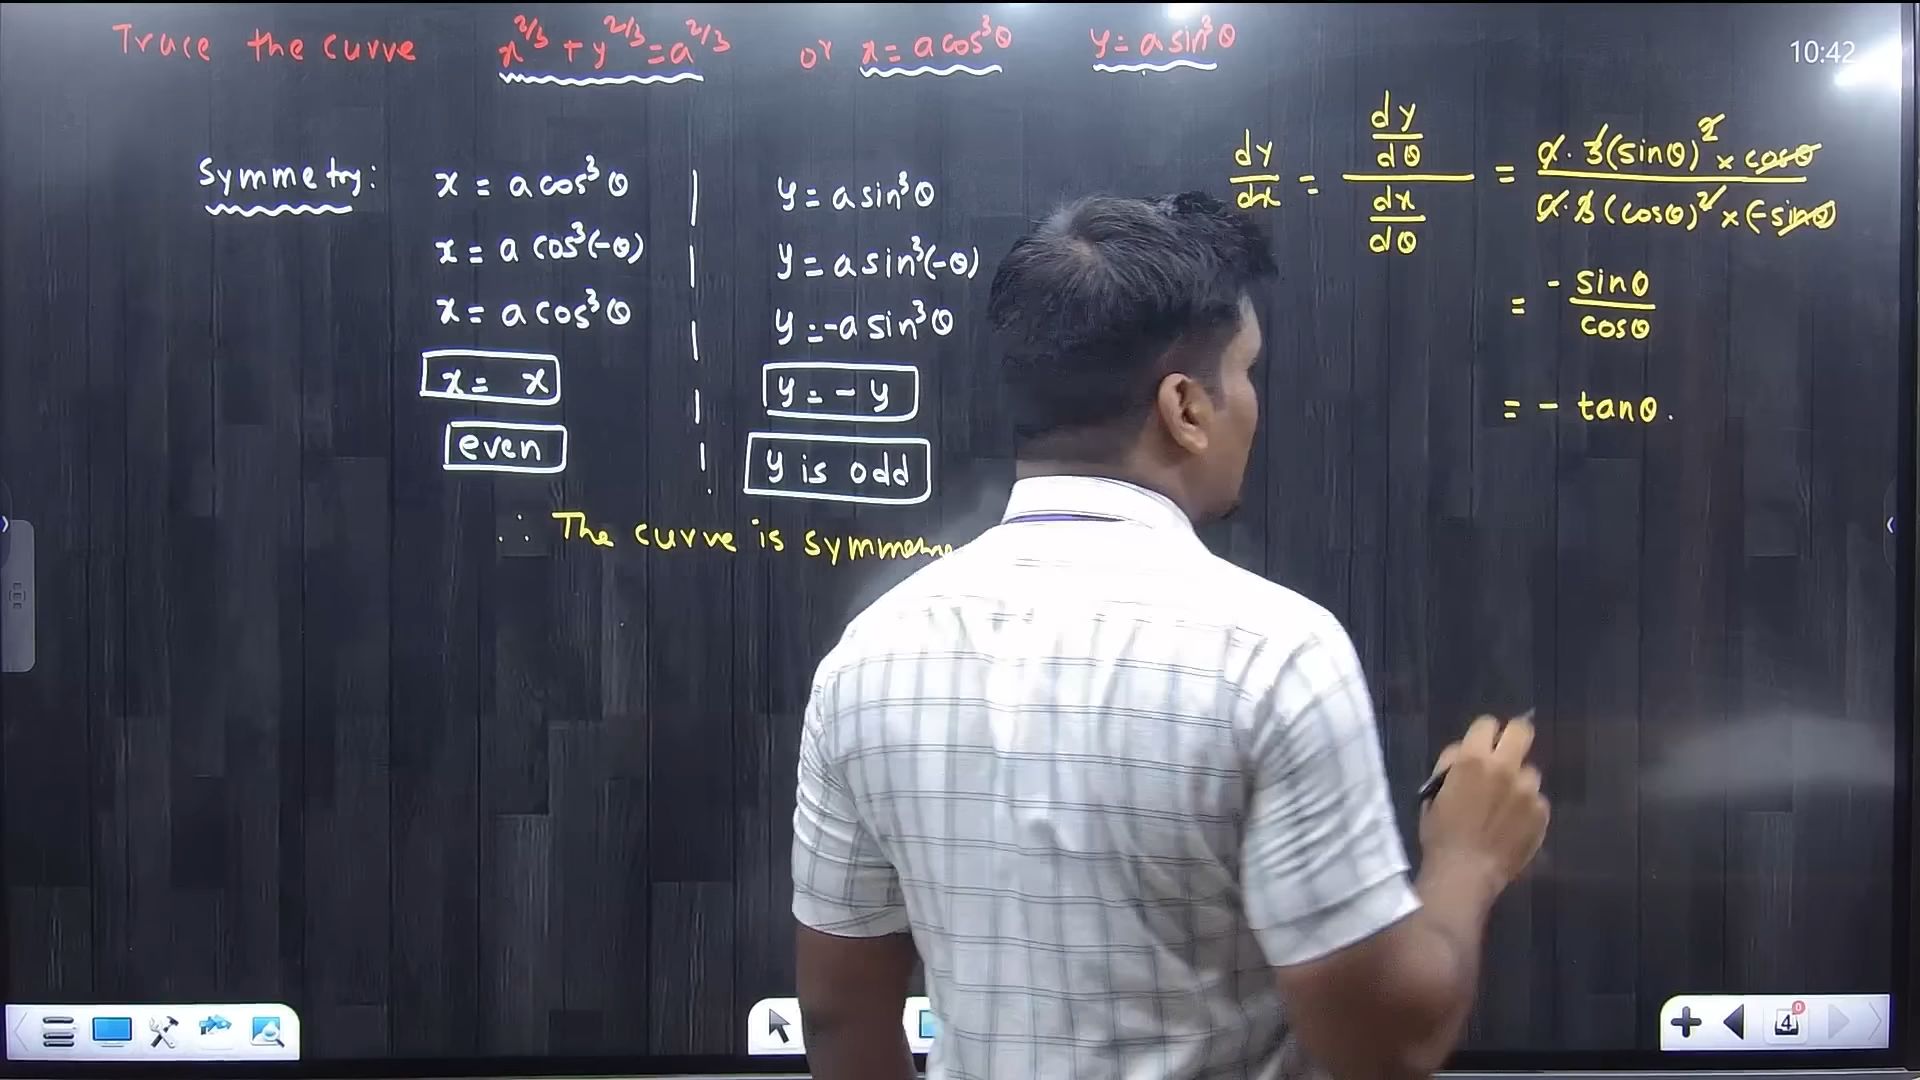 Trace the curve x^2/3 + y^2/3 = a^2/3 or x = a cos³θ y = a sin³θ
10:42
Symmetry: x = a cos³θ | y = a sin³θ
x = a cos³(-θ) | y = a sin³(-θ)
x = a cos³θ | y = -a sin³θ
x = x | y = - y
even | y is odd
∴ The curve is
dy/dx = (dy/dθ)/(dx/dθ) = (a.3(sinθ)² × cosθ)/(a.3(cosθ)² × (-sinθ))
= - sinθ/cosθ
= - tanθ.
4
0